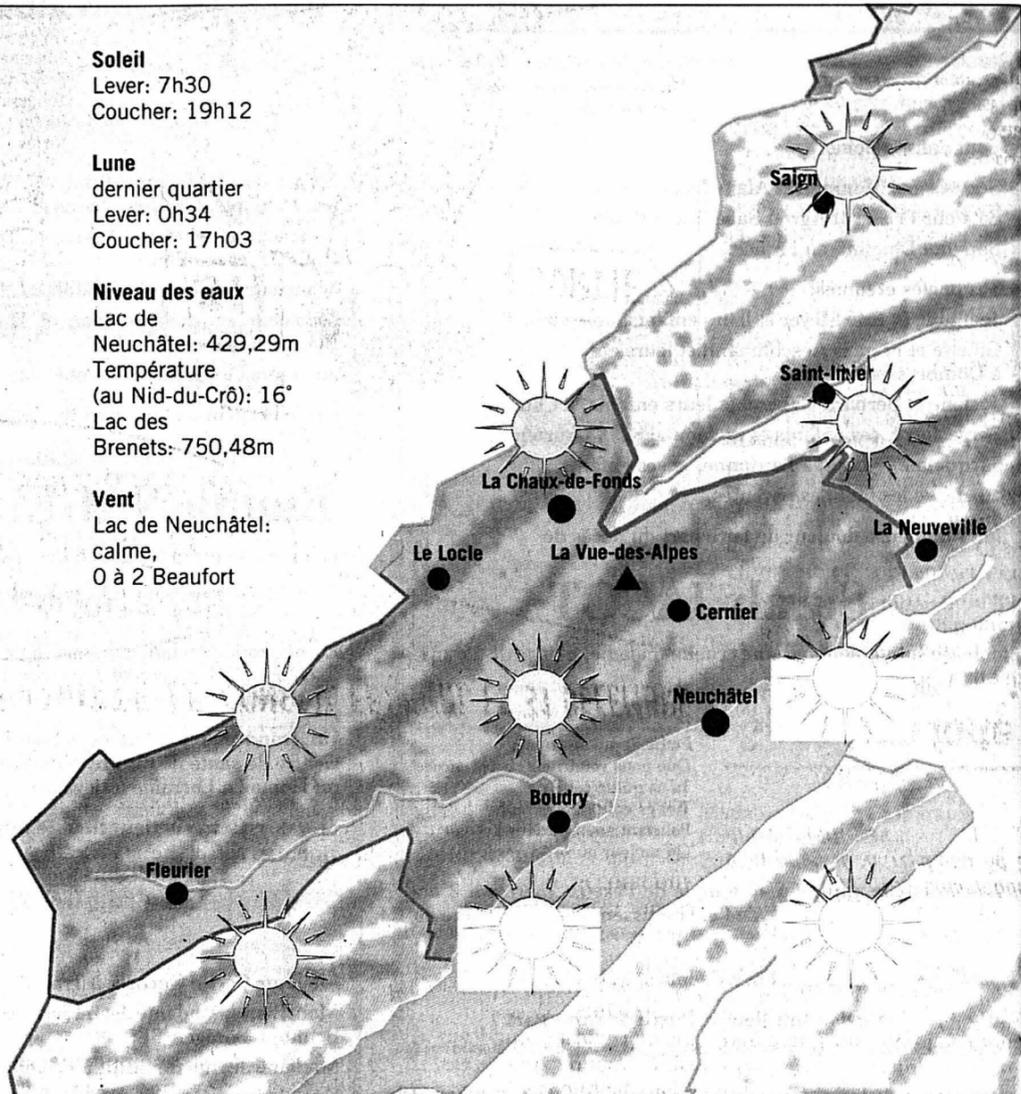 Soleil
Lever: 7h30
Coucher: 19h12
Lune
dernier quartier
Lever: 0h34
Coucher: 17h03
Niveau des eaux
Lac de
Neuchâtel: 429,29m
Température
(au Nid-du-Crô): 16°
Lac des
Brenets: 750,48m
Vent
Lac de Neuchâtel:
calme,
0 à 2 Beaufort
Saign
Saint-Imier
La Chaux-de-Fonds
La Neuveville
Le Locle
La Vue-des-Alpes
Cernier
Neuchâtel
Boudry
Fleurier